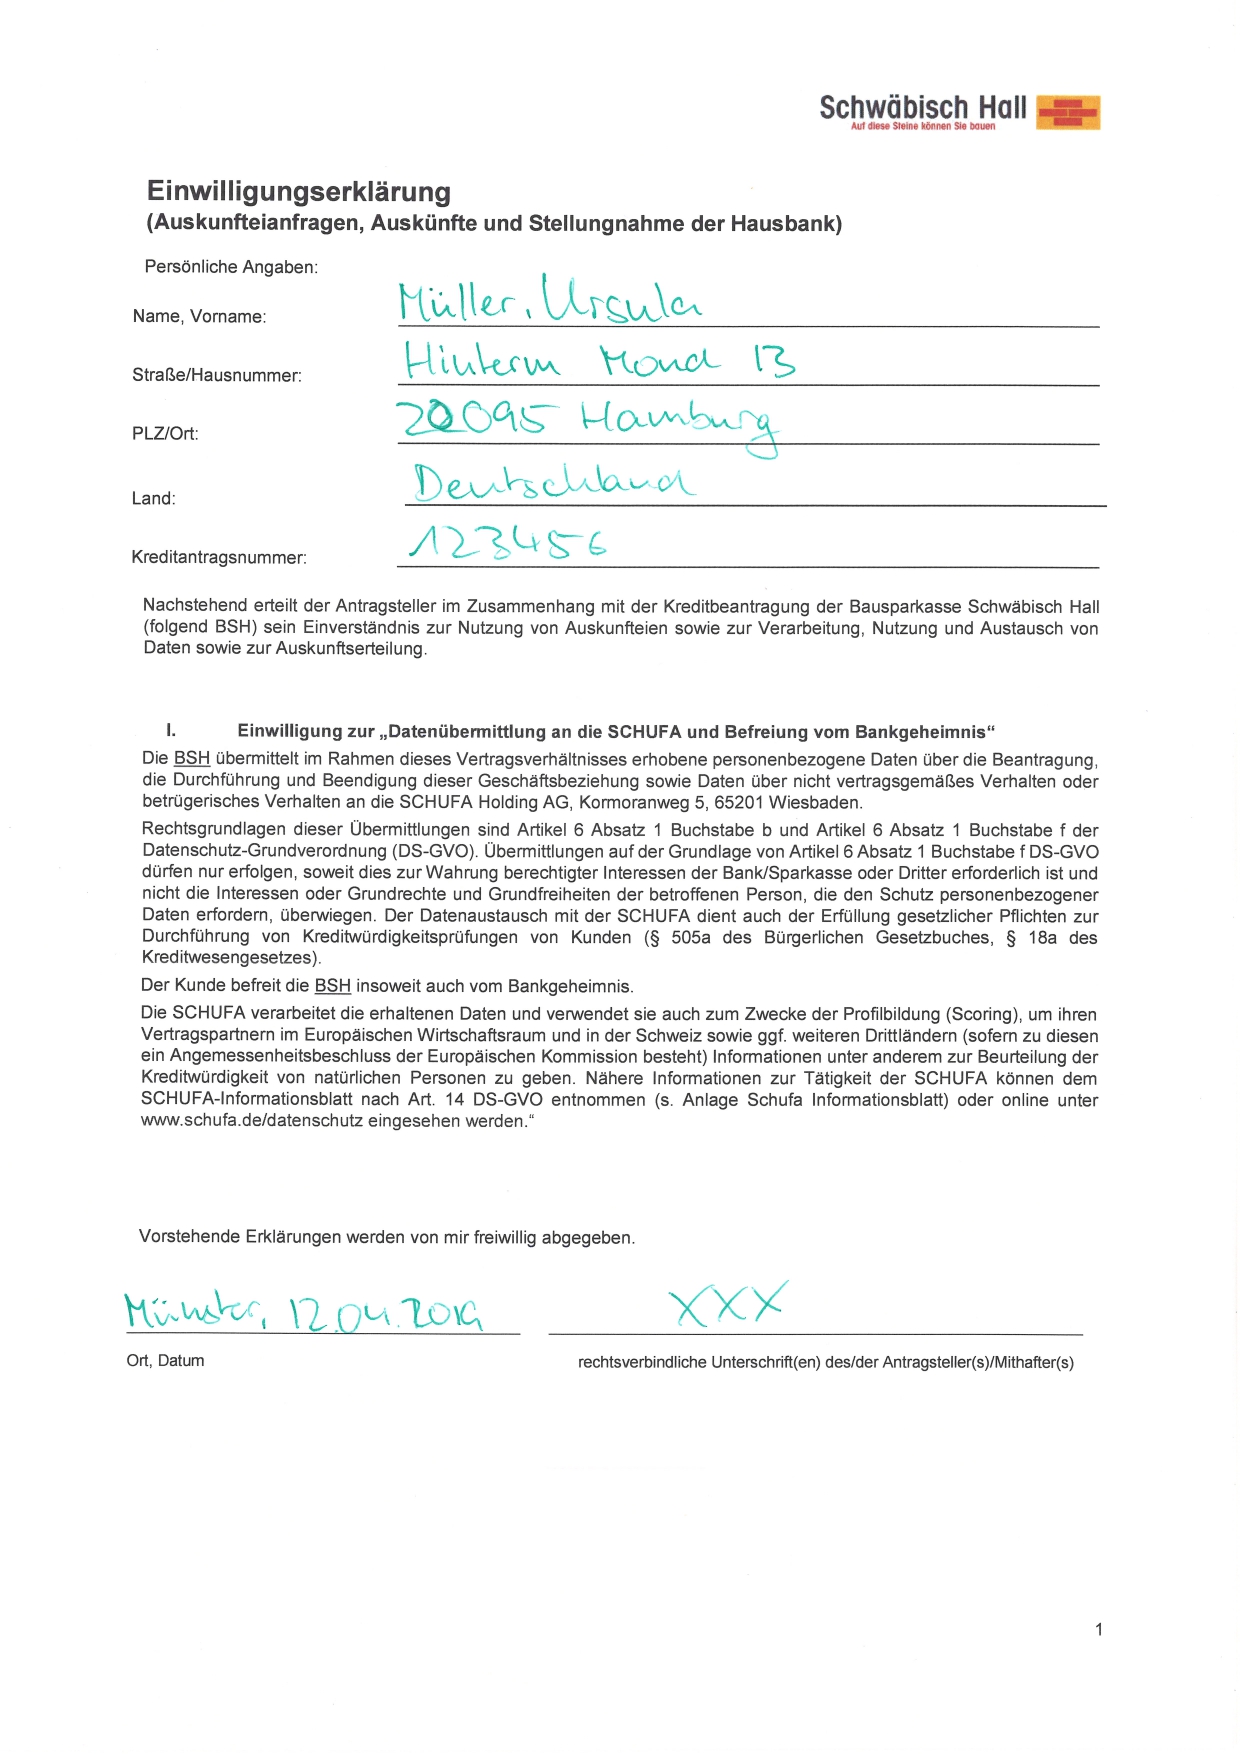 Schwäbisch Hall
Auf diese Steine können Sie bauen
Einwilligungserklärung
(Auskunfteianfragen, Auskünfte und Stellungnahme der Hausbank)
Persönliche Angaben:
Name, Vorname: Müller, Ursula
Straße/Hausnummer: Hinterm Mond 13
PLZ/Ort: 20095 Hamburg
Land: Deutschland
Kreditantragsnummer: 123456
Nachstehend erteilt der Antragsteller im Zusammenhang mit der Kreditbeantragung der Bausparkasse Schwäbisch Hall
(folgend BSH) sein Einverständnis zur Nutzung von Auskunfteien sowie zur Verarbeitung, Nutzung und Austausch von
Daten sowie zur Auskunftserteilung.
I. Einwilligung zur „Datenübermittlung an die SCHUFA und Befreiung vom Bankgeheimnis“
Die BSH übermittelt im Rahmen dieses Vertragsverhältnisses erhobene personenbezogene Daten über die Beantragung,
die Durchführung und Beendigung dieser Geschäftsbeziehung sowie Daten über nicht vertragsgemäßes Verhalten oder
betrügerisches Verhalten an die SCHUFA Holding AG, Kormoranweg 5, 65201 Wiesbaden.
Rechtsgrundlagen dieser Übermittlungen sind Artikel 6 Absatz 1 Buchstabe b und Artikel 6 Absatz 1 Buchstabe f der
Datenschutz-Grundverordnung (DS-GVO). Übermittlungen auf der Grundlage von Artikel 6 Absatz 1 Buchstabe f DS-GVO
dürfen nur erfolgen, soweit dies zur Wahrung berechtigter Interessen der Bank/Sparkasse oder Dritter erforderlich ist und
nicht die Interessen oder Grundrechte und Grundfreiheiten der betroffenen Person, die den Schutz personenbezogener
Daten erfordern, überwiegen. Der Datenaustausch mit der SCHUFA dient auch der Erfüllung gesetzlicher Pflichten zur
Durchführung von Kreditwürdigkeitsprüfungen von Kunden (§ 505a des Bürgerlichen Gesetzbuches, § 18a des
Kreditwesengesetzes).
Der Kunde befreit die BSH insoweit auch vom Bankgeheimnis.
Die SCHUFA verarbeitet die erhaltenen Daten und verwendet sie auch zum Zwecke der Profilbildung (Scoring), um ihren
Vertragspartnern im Europäischen Wirtschaftsraum und in der Schweiz sowie ggf. weiteren Drittländern (sofern zu diesen
ein Angemessenheitsbeschluss der Europäischen Kommission besteht) Informationen unter anderem zur Beurteilung der
Kreditwürdigkeit von natürlichen Personen zu geben. Nähere Informationen zur Tätigkeit der SCHUFA können dem
SCHUFA-Informationsblatt nach Art. 14 DS-GVO entnommen (s. Anlage Schufa Informationsblatt) oder online unter
www.schufa.de/datenschutz eingesehen werden.“
Vorstehende Erklärungen werden von mir freiwillig abgegeben.
Münster, 12.04.2019 XXX
Ort, Datum rechtsverbindliche Unterschrift(en) des/der Antragsteller(s)/Mithafter(s)
1